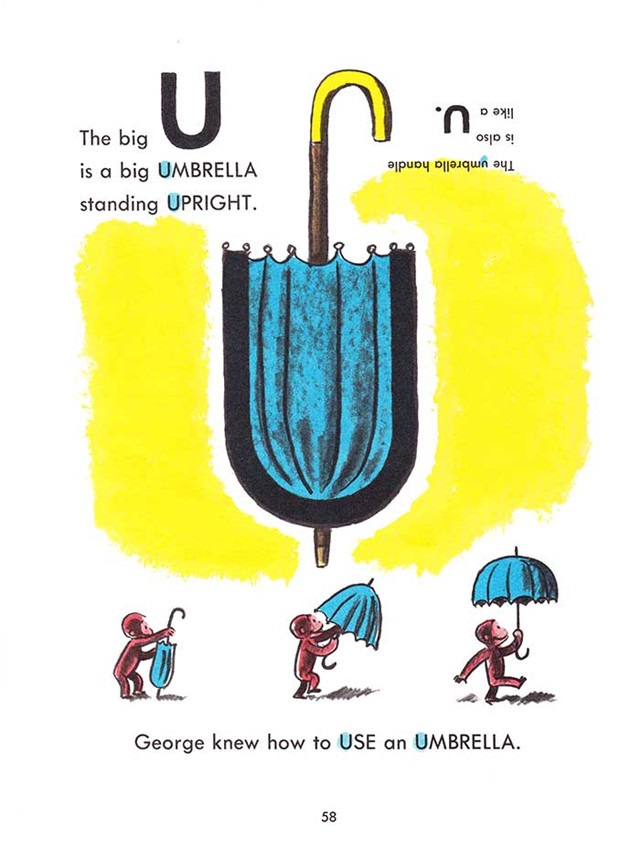 The big U
is a big UMBRELLA
standing UPRIGHT.
The umbrella handle
is also
like a U.
George knew how to USE an UMBRELLA.
58